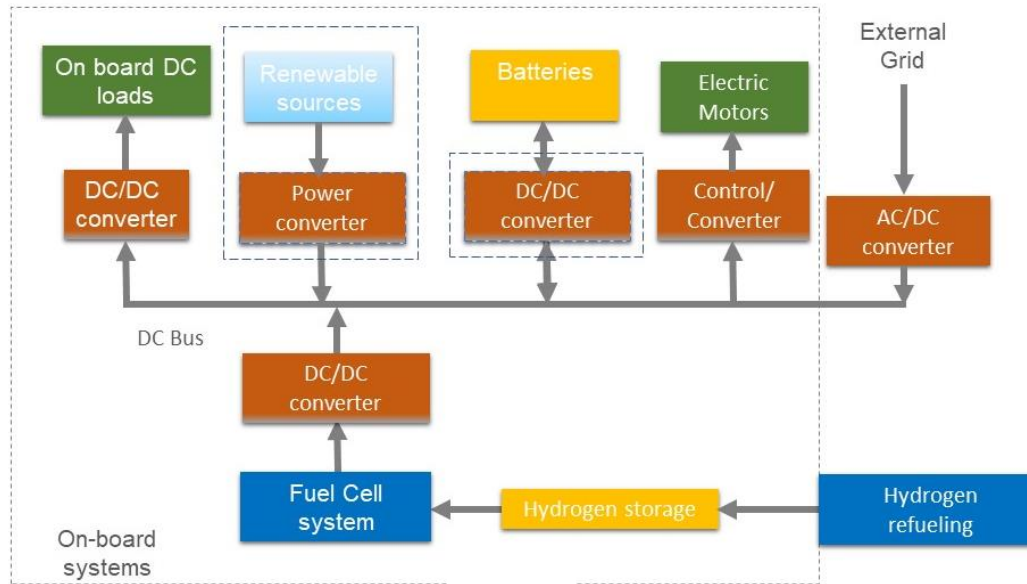 On board DC
loads
Renewable
sources
Batteries
Electric
Motors
External
Grid
DC/DC
converter
Power
converter
DC/DC
converter
Control/
Converter
AC/DC
converter
DC Bus
DC/DC
converter
Fuel Cell
system
Hydrogen storage
Hydrogen
refueling
On-board
systems